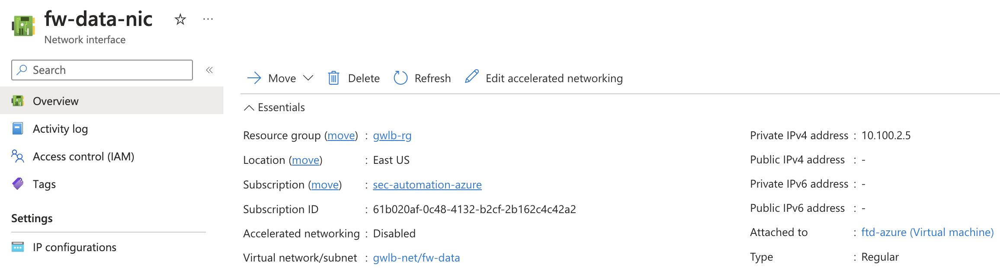 fw-data-nic
Network interface
Search
Overview
Activity log
Access control (IAM)
Tags
Settings
IP configurations
Move
Delete
Refresh
Edit accelerated networking
Essentials
Resource group (move) : gwlb-rg
Location (move) : East US
Subscription (move) : sec-automation-azure
Subscription ID : 61b020af-0c48-4132-b2cf-2b162c4c42a2
Accelerated networking : Disabled
Virtual network/subnet : gwlb-net/fw-data
Private IPv4 address : 10.100.2.5
Public IPv4 address : -
Private IPv6 address : -
Public IPv6 address : -
Attached to : ftd-azure (Virtual machine)
Type : Regular